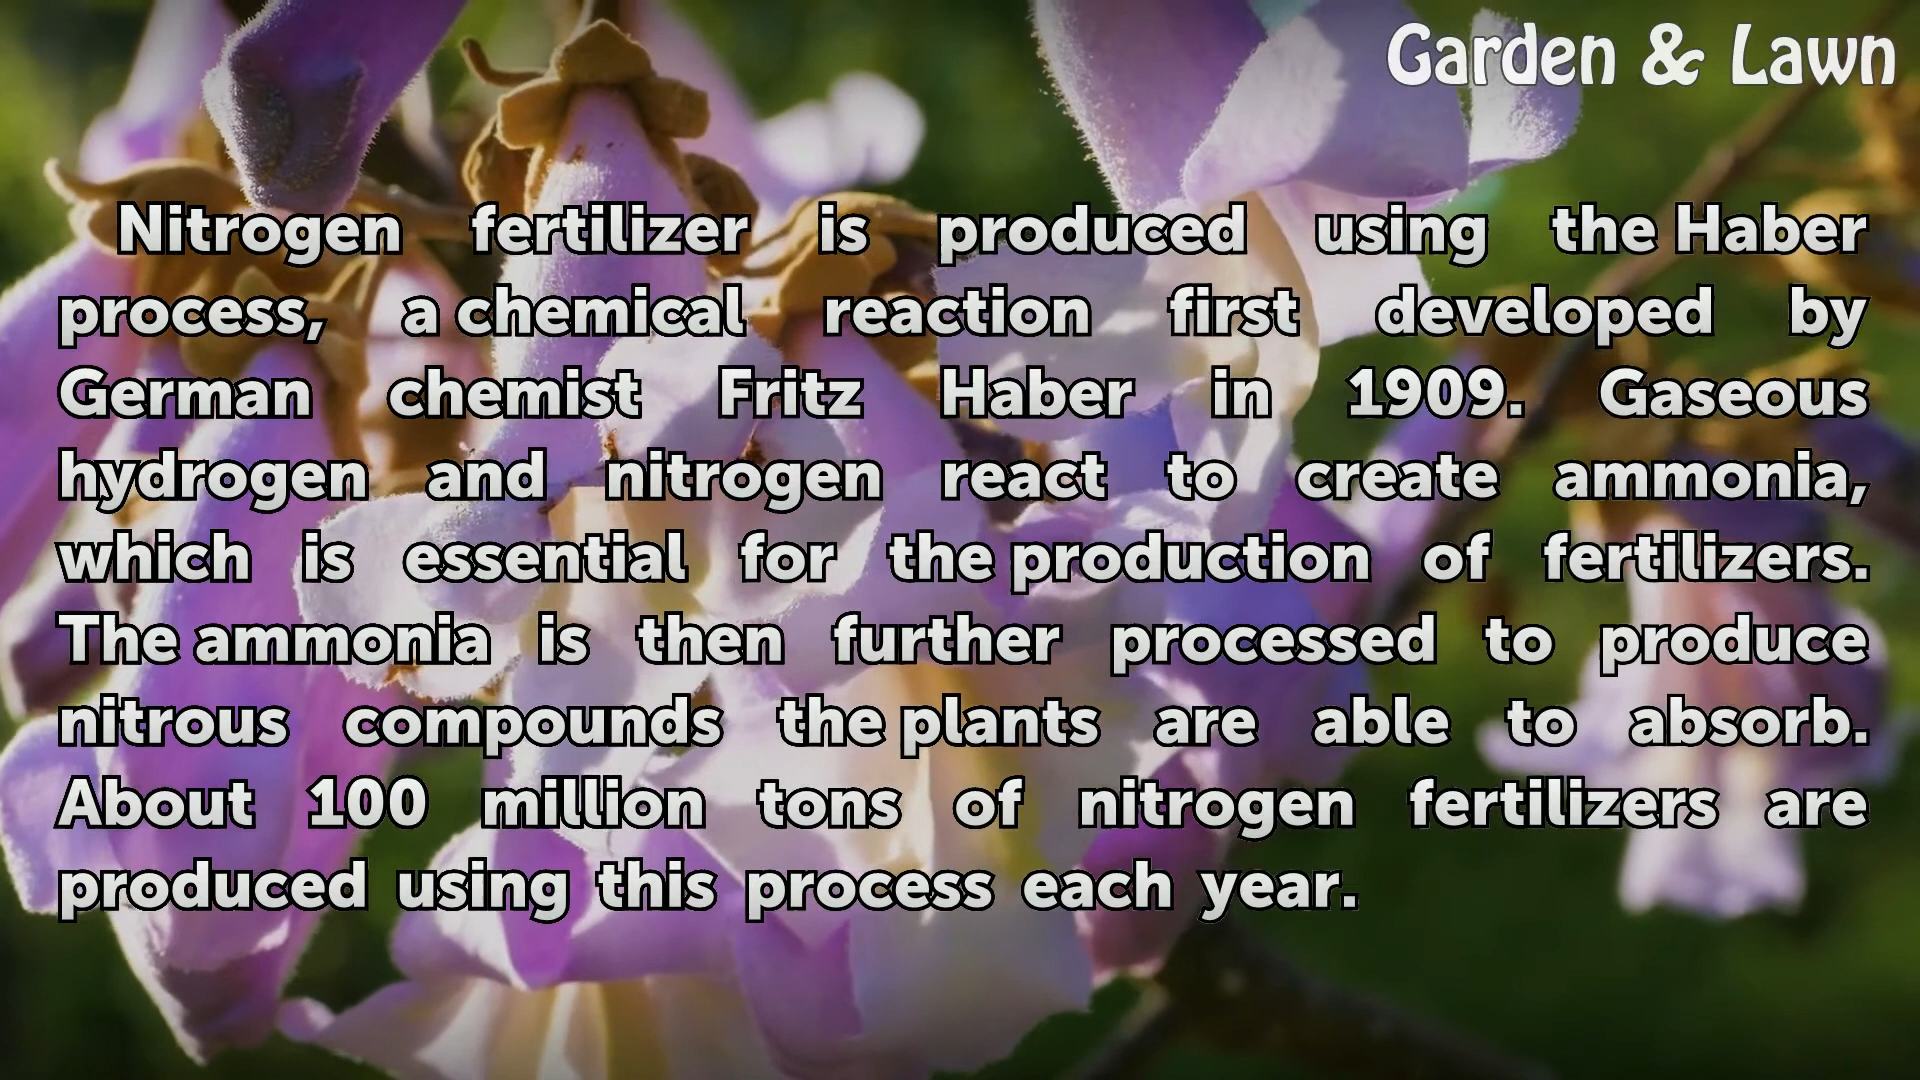 Garden & Lawn
Nitrogen fertilizer is produced using the Haber
process, a chemical reaction first developed by
German chemist Fritz Haber in 1909. Gaseous
hydrogen and nitrogen react to create ammonia,
which is essential for the production of fertilizers.
The ammonia is then further processed to produce
nitrous compounds the plants are able to absorb.
About 100 million tons of nitrogen fertilizers are
produced using this process each year.